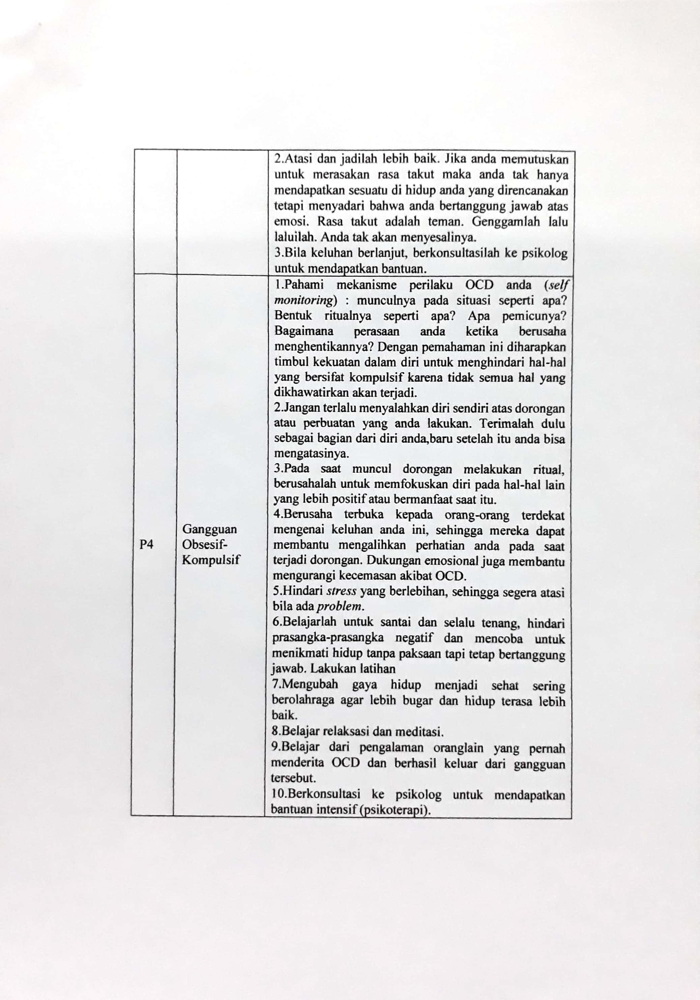 2.Atasi dan jadilah lebih baik. Jika anda memutuskan
untuk merasakan rasa takut maka anda tak hanya
mendapatkan sesuatu di hidup anda yang direncanakan
tetapi menyadari bahwa anda bertanggung jawab atas
emosi. Rasa takut adalah teman. Genggamlah lalu
laluilah. Anda tak akan menyesalinya.
3.Bila keluhan berlanjut, berkonsultasilah ke psikolog
untuk mendapatkan bantuan.
P4
Gangguan
Obsesif-
Kompulsif
1.Pahami mekanisme perilaku OCD anda (self
monitoring) : munculnya pada situasi seperti apa?
Bentuk ritualnya seperti apa? Apa pemicunya?
Bagaimana perasaan anda ketika berusaha
menghentikannya? Dengan pemahaman ini diharapkan
timbul kekuatan dalam diri untuk menghindari hal-hal
yang bersifat kompulsif karena tidak semua hal yang
dikhawatirkan akan terjadi.
2.Jangan terlalu menyalahkan diri sendiri atas dorongan
atau perbuatan yang anda lakukan. Terimalah dulu
sebagai bagian dari diri anda,baru setelah itu anda bisa
mengatasinya.
3.Pada saat muncul dorongan melakukan ritual,
berusahalah untuk memfokuskan diri pada hal-hal lain
yang lebih positif atau bermanfaat saat itu.
4.Berusaha terbuka kepada orang-orang terdekat
mengenai keluhan anda ini, sehingga mereka dapat
membantu mengalihkan perhatian anda pada saat
terjadi dorongan. Dukungan emosional juga membantu
mengurangi kecemasan akibat OCD.
5.Hindari stress yang berlebihan, sehingga segera atasi
bila ada problem.
6.Belajarlah untuk santai dan selalu tenang, hindari
prasangka-prasangka negatif dan mencoba untuk
menikmati hidup tanpa paksaan tapi tetap bertanggung
jawab. Lakukan latihan
7.Mengubah gaya hidup menjadi sehat sering
berolahraga agar lebih bugar dan hidup terasa lebih
baik.
8.Belajar relaksasi dan meditasi.
9.Belajar dari pengalaman oranglain yang pernah
menderita OCD dan berhasil keluar dari gangguan
tersebut.
10.Berkonsultasi ke psikolog untuk mendapatkan
bantuan intensif (psikoterapi).